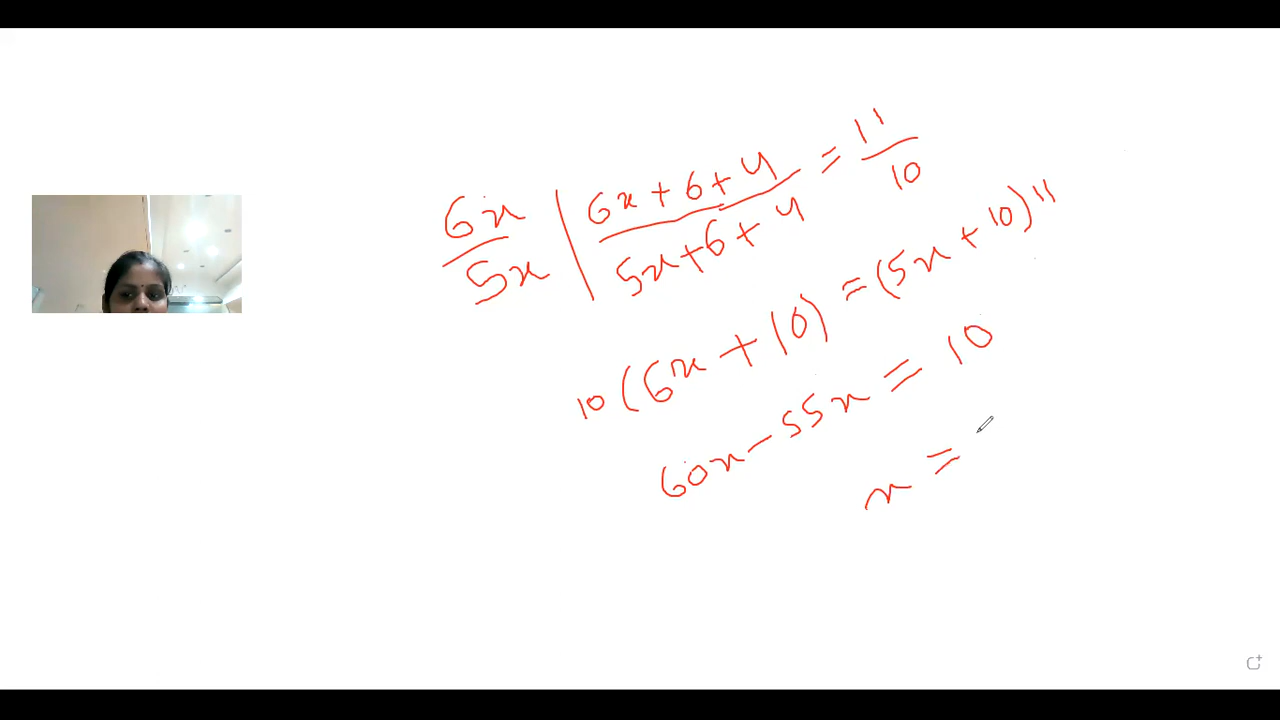 6x/5x | (6x+6+4)/(5x+6+4) = 11/10
10(6x+10) = (5x+10)11
60x-55x = 10
x =